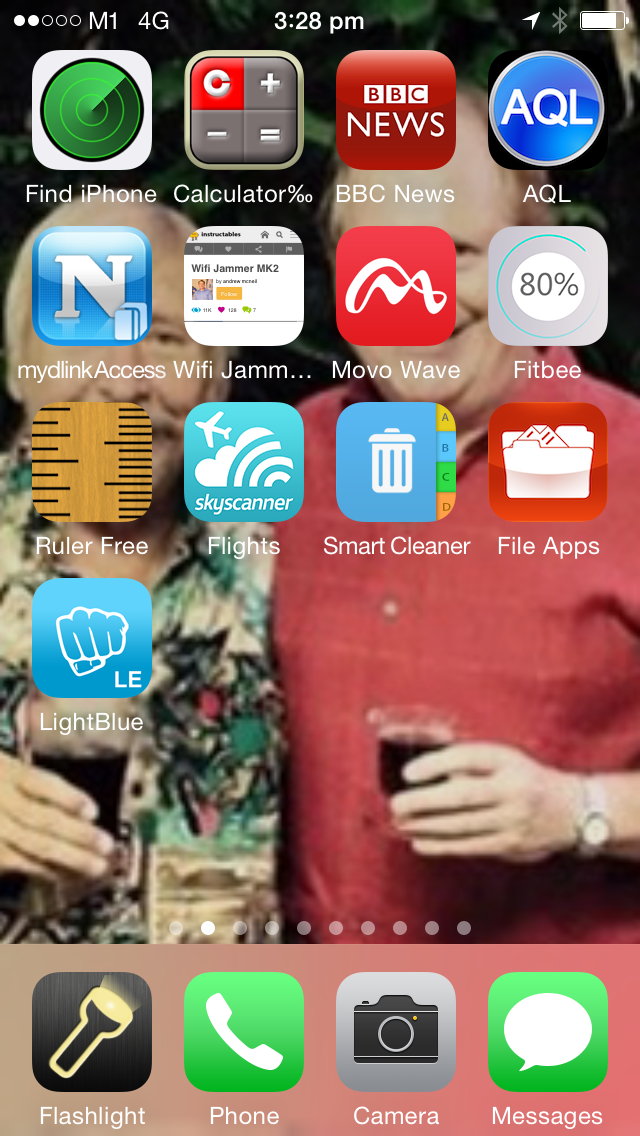 M1 4G 3:28 pm
C + − =
BBC
NEWS
AQL
Find iPhone Calculator‰ BBC News AQL
N
instructables
Wifi Jammer MK2
by andrew mcneil
Follow
11K 128 7
80%
mydlinkAccess Wifi Jamm... Movo Wave Fitbee
skyscanner
A
B
C
D
Ruler Free Flights Smart Cleaner File Apps
LE
LightBlue
Flashlight Phone Camera Messages